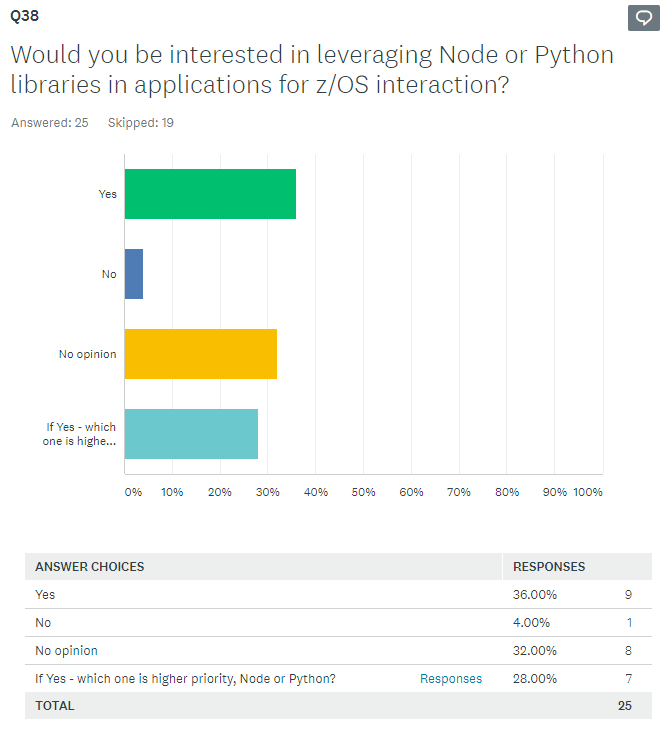 Q38
Would you be interested in leveraging Node or Python
libraries in applications for z/OS interaction?
Answered: 25 Skipped: 19
Yes
No
No opinion
If Yes - which
one is highe...
0% 10% 20% 30% 40% 50% 60% 70% 80% 90% 100%
ANSWER CHOICES RESPONSES
Yes 36.00% 9
No 4.00% 1
No opinion 32.00% 8
If Yes - which one is higher priority, Node or Python? Responses 28.00% 7
TOTAL 25